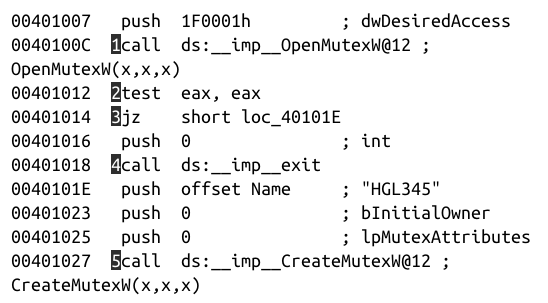 00401007 push 1F0001h ; dwDesiredAccess
0040100C 1call ds:__imp__OpenMutexW@12 ;
OpenMutexW(x,x,x)
00401012 2test eax, eax
00401014 3jz short loc_40101E
00401016 push 0 ; int
00401018 4call ds:__imp__exit
0040101E push offset Name ; "HGL345"
00401023 push 0 ; bInitialOwner
00401025 push 0 ; lpMutexAttributes
00401027 5call ds:__imp__CreateMutexW@12 ;
CreateMutexW(x,x,x)